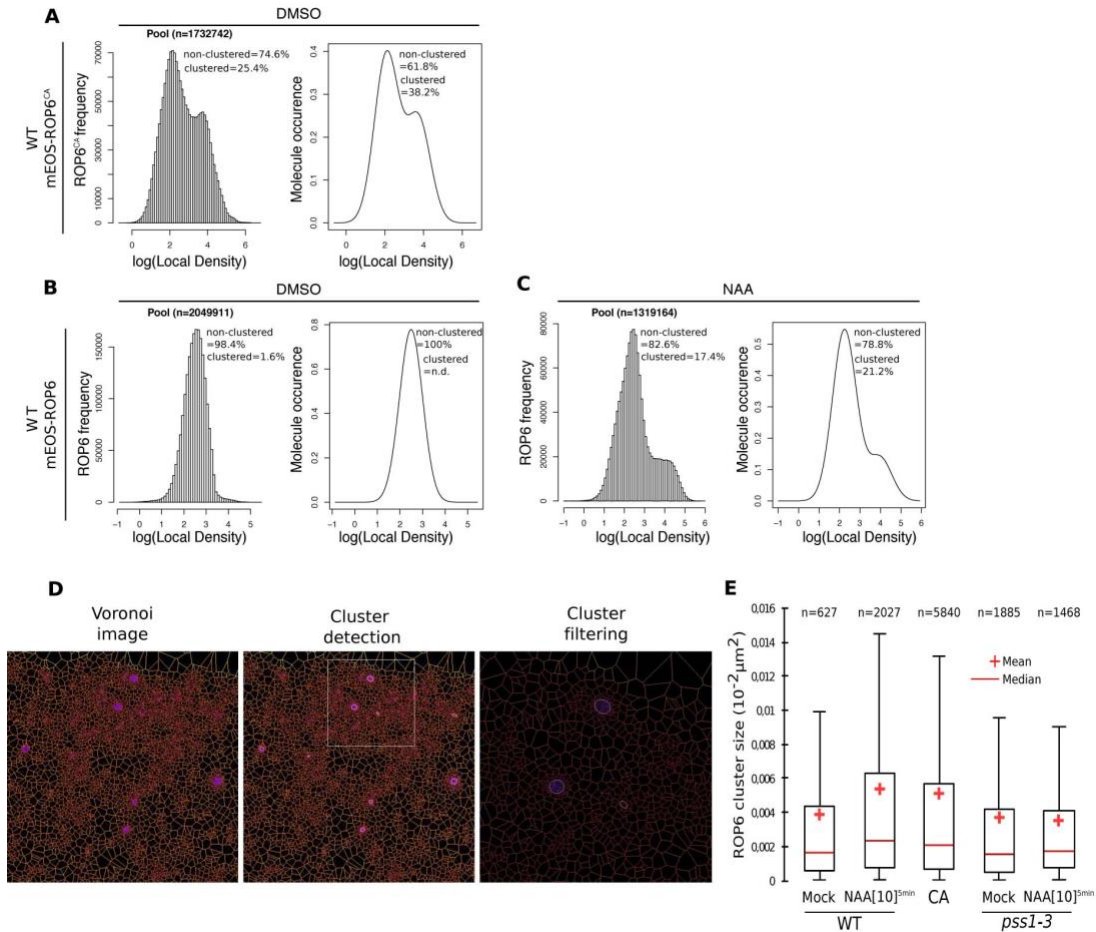 A
DMSO
WT
mEOS-ROP6CA
Pool (n=1732742)
non-clustered=74.6%
clustered=25.4%
ROP6CA frequency
70000
50000
30000
10000
0
0 2 4 6
log(Local Density)
non-clustered
=61.8%
clustered
=38.2%
Molecule occurence
0.4
0.3
0.2
0.1
0.0
0 2 4 6
log(Local Density)
B
DMSO
WT
mEOS-ROP6
Pool (n=2049911)
non-clustered
=98.4%
clustered=1.6%
ROP6 frequency
150000
100000
50000
0
-1 0 1 2 3 4 5
log(Local Density)
non-clustered
=100%
clustered
=n.d.
Molecule occurence
0.8
0.6
0.4
0.2
0.0
-1 0 1 2 3 4 5
log(Local Density)
C
NAA
Pool (n=1319164)
non-clustered
=82.6%
clustered=17.4%
ROP6 frequency
80000
60000
40000
20000
0
-1 0 1 2 3 4 5 6
log(Local Density)
non-clustered
=78.8%
clustered
=21.2%
Molecule occurence
0.5
0.4
0.3
0.2
0.1
0.0
-1 0 1 2 3 4 5 6
log(Local Density)
D
Voronoi
image
Cluster
detection
Cluster
filtering
E
n=627 n=2027 n=5840 n=1885 n=1468
ROP6 cluster size (10-2µm2)
0,016
0,014
0,012
0,01
0,008
0,006
0,004
0,002
0
Mean
Median
Mock NAA[10]5min CA Mock NAA[10]5min
WT pss1-3